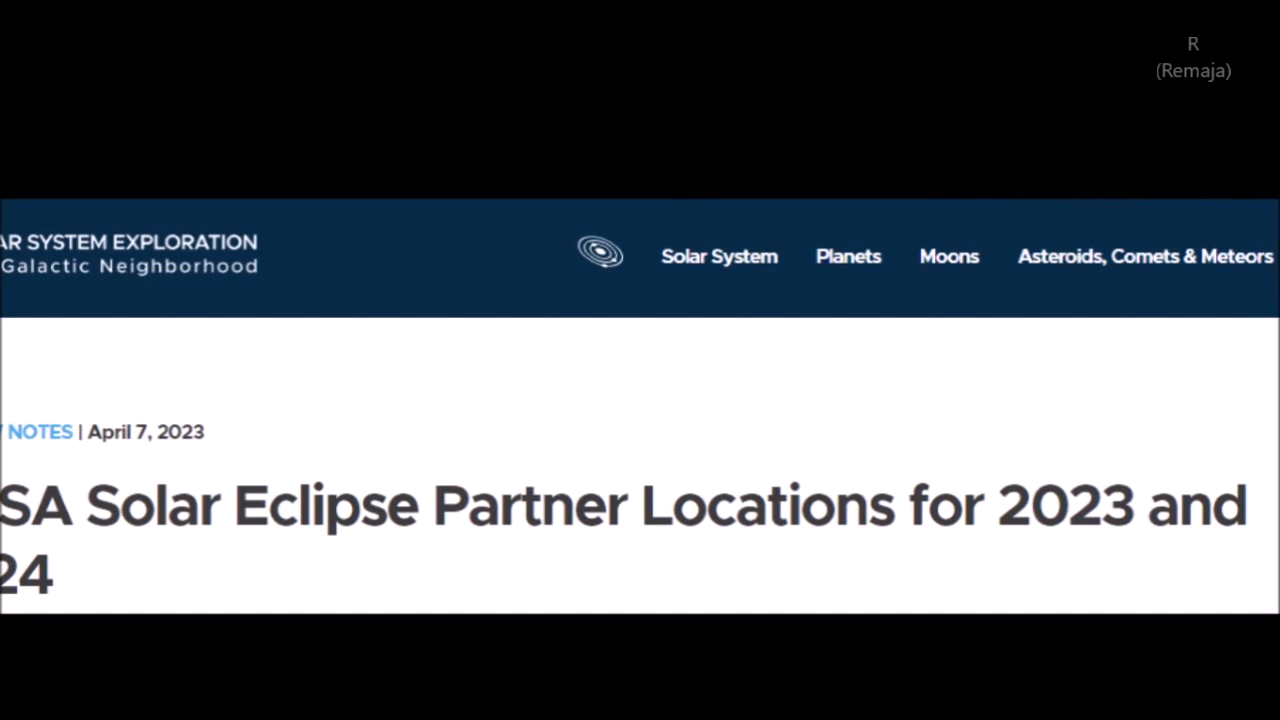 R
(Remaja)
AR SYSTEM EXPLORATION
Galactic Neighborhood
Solar System Planets Moons Asteroids, Comets & Meteors
NOTES | April 7, 2023
SA Solar Eclipse Partner Locations for 2023 and
24